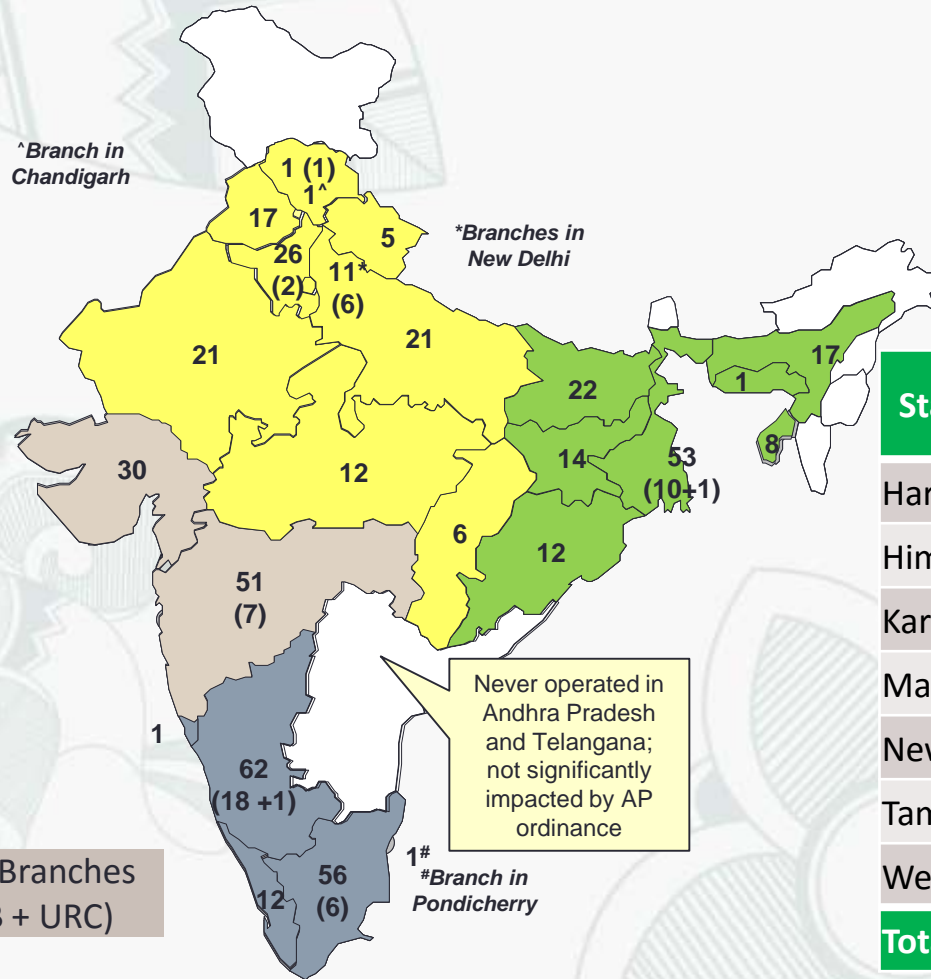 ^Branch in
Chandigarh
1 (1)
1^
17
5
*Branches in
New Delhi
26
(2)
11*
(6)
21
21
22
17
1
8
30
12
14
53
(10+1)
6
12
51
(7)
Never operated in
Andhra Pradesh
and Telangana;
not significantly
impacted by AP
ordinance
1
62
(18 +1)
12
56
(6)
1#
#Branch in
Pondicherry
Branches
+ URC)
Sta
Har
Him
Kar
Ma
Nev
Tam
We
Tot